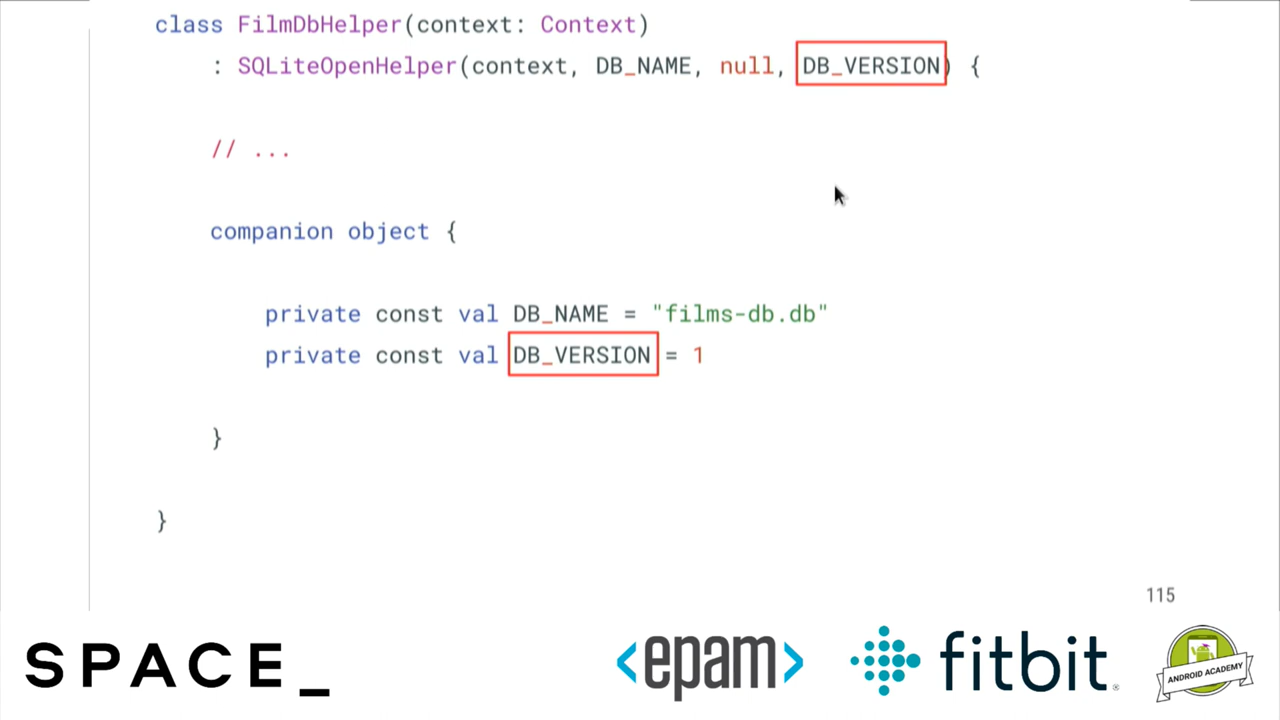 class FilmDbHelper(context: Context)
: SQLiteOpenHelper(context, DB_NAME, null, DB_VERSION) {
// ...
companion object {
private const val DB_NAME = "films-db.db"
private const val DB_VERSION = 1
}
}
115
SPACE_
<epam>
fitbit®
ANDROID ACADEMY